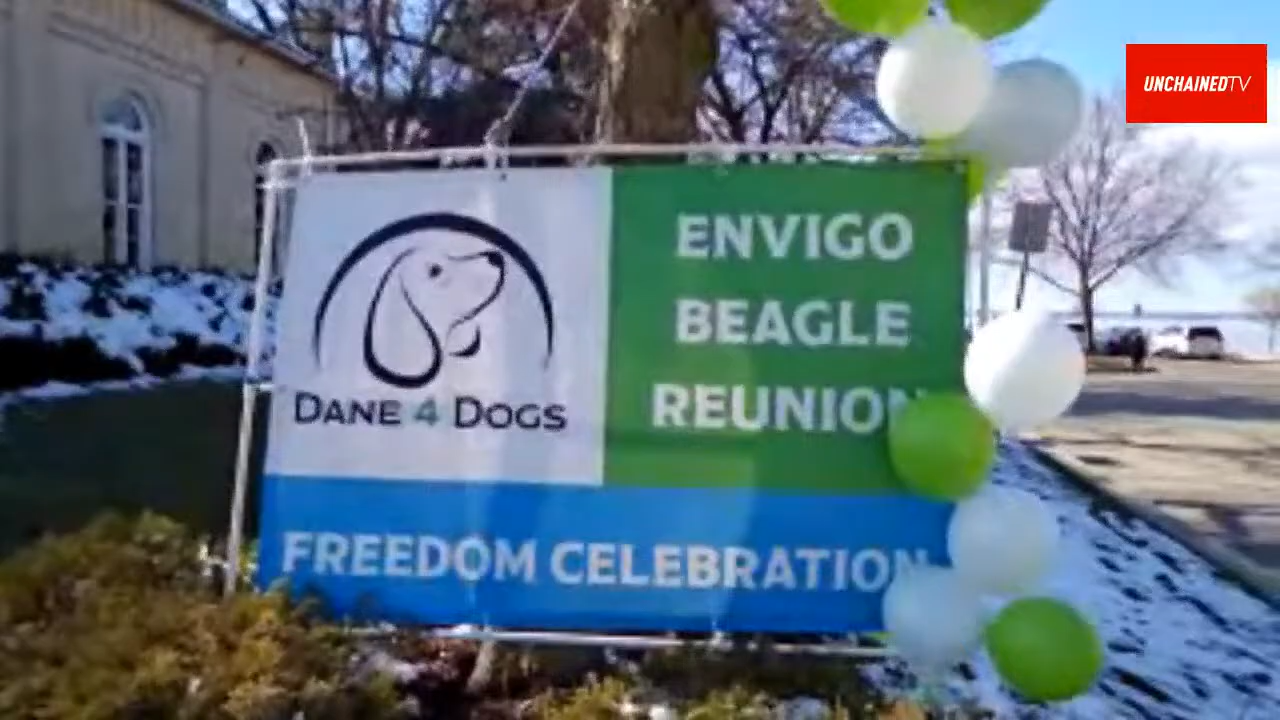 UNCHAINEDTV
ENVIGO
BEAGLE
REUNION
DANE 4 DOGS
FREEDOM CELEBRATION